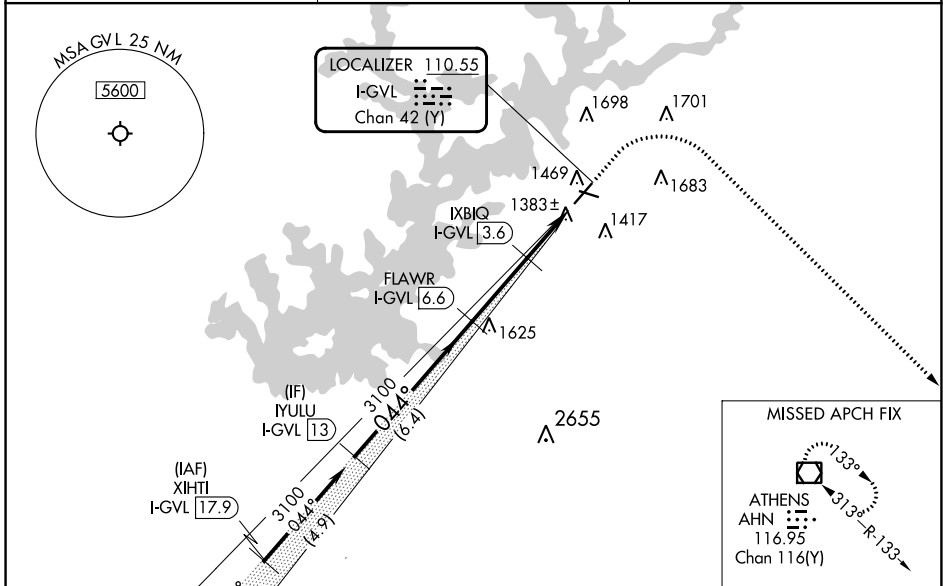 MSA GVL 25 NM
5600
LOCALIZER 110.55
I-GVL
Chan 42 (Y)
1698
1701
1469
1683
1383±
1417
IXBIQ
I-GVL 3.6
FLAWR
I-GVL 6.6
1625
3100
044°
(6.4)
(IF)
IYULU
I-GVL 13
2655
(IAF)
XIHTI
I-GVL 17.9
3100
044°
(4.9)
MISSED APCH FIX
133°
ATHENS
AHN
116.95
Chan 116(Y)
313°
R-133